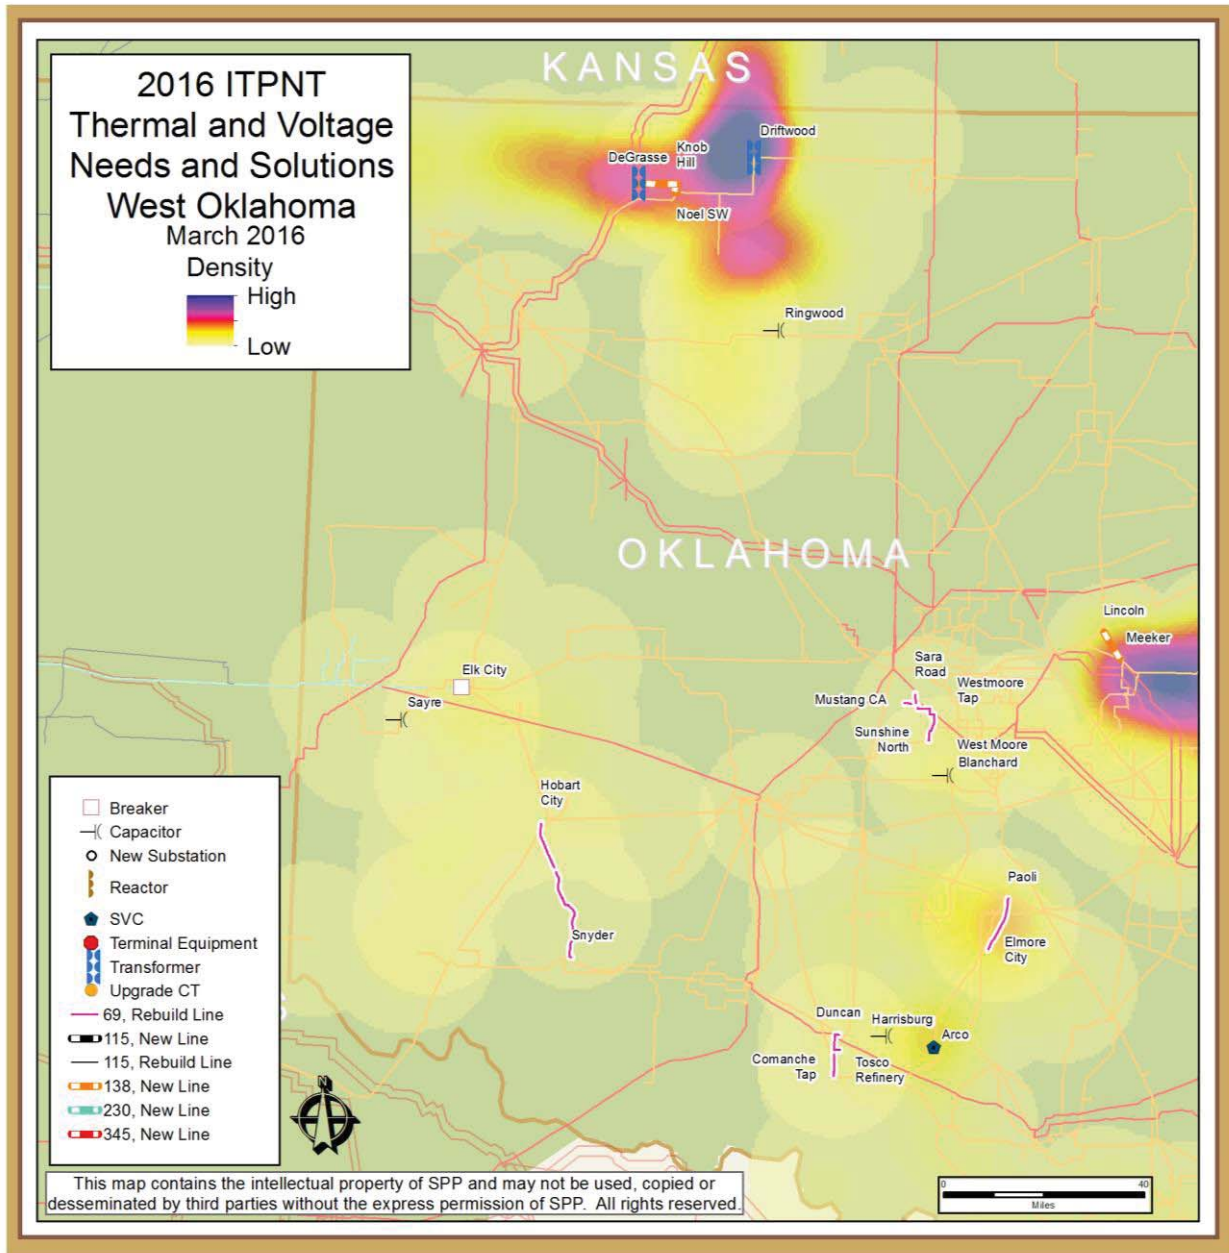 KANSAS
2016 ITPNT
Thermal and Voltage
Needs and Solutions
West Oklahoma
March 2016
Density
High
Low
Driftwood
Knob
Hill
DeGrasse
Noel SW
Ringwood
OKLAHOMA
Lincoln
Meeker
Sara
Road
Westmoore
Tap
Elk City
Mustang CA
Sayre
Sunshine
North
West Moore
Blanchard
Hobart
City
Paoli
Snyder
Elmore
City
Duncan
Harrisburg
Arco
Comanche
Tap
Tosco
Refinery
Breaker
Capacitor
New Substation
Reactor
SVC
Terminal Equipment
Transformer
Upgrade CT
69, Rebuild Line
115, New Line
115, Rebuild Line
138, New Line
230, New Line
345, New Line
S
N
This map contains the intellectual property of SPP and may not be used, copied or
desseminated by third parties without the express permission of SPP. All rights reserved.
0 40
Miles